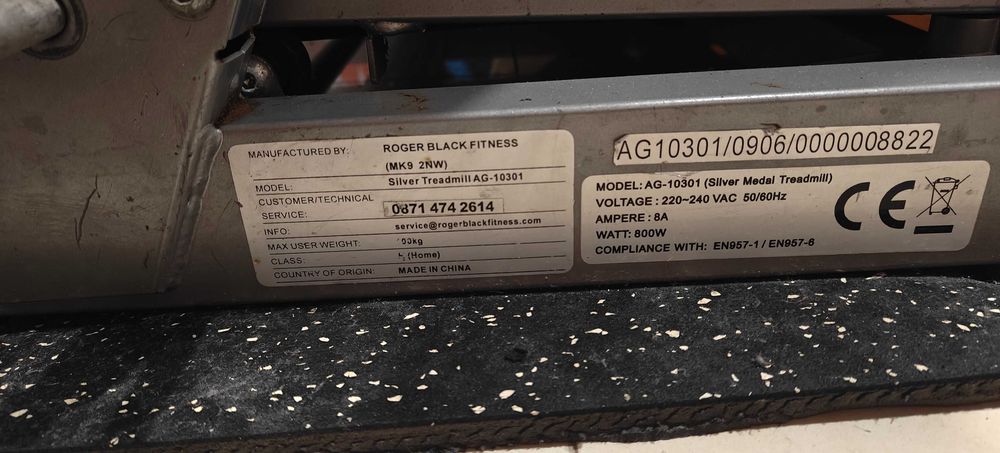 MANUFACTURED BY: ROGER BLACK FITNESS
(MK9 2NW)
MODEL: Silver Treadmill AG-10301
CUSTOMER/TECHNICAL
SERVICE: 0871 474 2614
INFO: service@rogerblackfitness.com
MAX USER WEIGHT: 00kg
CLASS: (Home)
COUNTRY OF ORIGIN: MADE IN CHINA
AG10301/0906/0000008822
MODEL: AG-10301 (Silver Medal Treadmill)
VOLTAGE : 220~240 VAC 50/60Hz
AMPERE : 8A
WATT: 800W
COMPLIANCE WITH: EN957-1 / EN957-6
CE